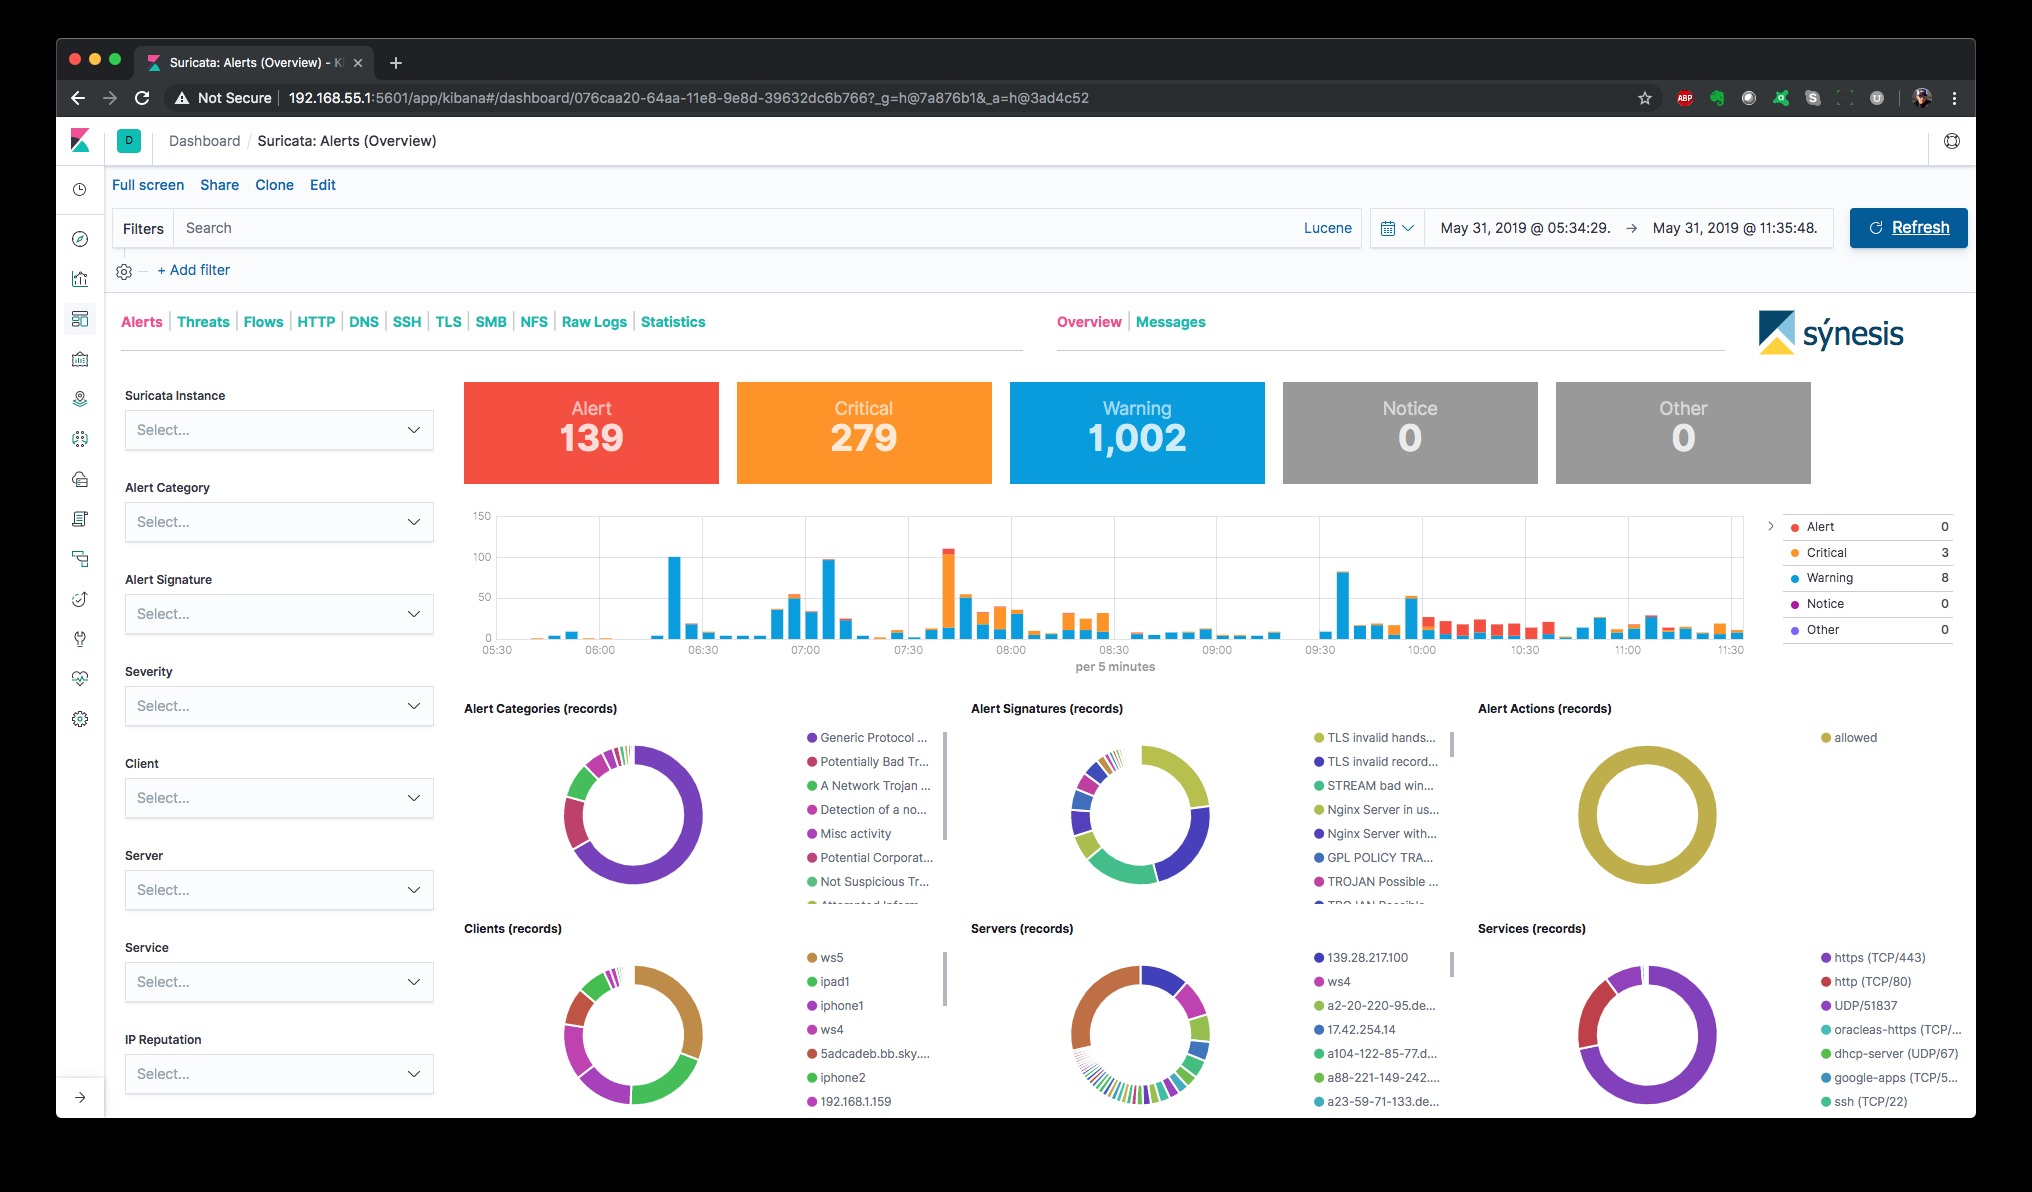 Suricata: Alerts (Overview) - Ki
Not Secure 192.168.55.1:5601/app/kibana#/dashboard/076caa20-64aa-11e8-9e8d-39632dc6b766?_g=h@7a876b1&_a=h@3ad4c52
ABP
D Dashboard / Suricata: Alerts (Overview)
Full screen Share Clone Edit
Filters Search Lucene May 31, 2019 @ 05:34:29. → May 31, 2019 @ 11:35:48. Refresh
+ Add filter
Alerts Threats Flows HTTP DNS SSH TLS SMB NFS Raw Logs Statistics Overview Messages
sýnesis
Suricata Instance
Select...
Alert Category
Select...
Alert Signature
Select...
Severity
Select...
Client
Select...
Server
Select...
Service
Select...
IP Reputation
Select...
Alert
139
Critical
279
Warning
1,002
Notice
0
Other
0
150
100
50
0
05:30 06:00 06:30 07:00 07:30 08:00 08:30 09:00 09:30 10:00 10:30 11:00 11:30
per 5 minutes
Alert 0
Critical 3
Warning 8
Notice 0
Other 0
Alert Categories (records)
Generic Protocol ...
Potentially Bad Tr...
A Network Trojan ...
Detection of a no...
Misc activity
Potential Corporat...
Not Suspicious Tr...
Alert Signatures (records)
TLS invalid hands...
TLS invalid record...
STREAM bad win...
Nginx Server in us...
Nginx Server with...
GPL POLICY TRA...
TROJAN Possible ...
Alert Actions (records)
allowed
Clients (records)
ws5
ipad1
iphone1
ws4
5adcadeb.bb.sky....
iphone2
192.168.1.159
Servers (records)
139.28.217.100
ws4
a2-20-220-95.de...
17.42.254.14
a104-122-85-77.d...
a88-221-149-242....
a23-59-71-133.de...
Services (records)
https (TCP/443)
http (TCP/80)
UDP/51837
oracleas-https (TCP/...
dhcp-server (UDP/67)
google-apps (TCP/5...
ssh (TCP/22)